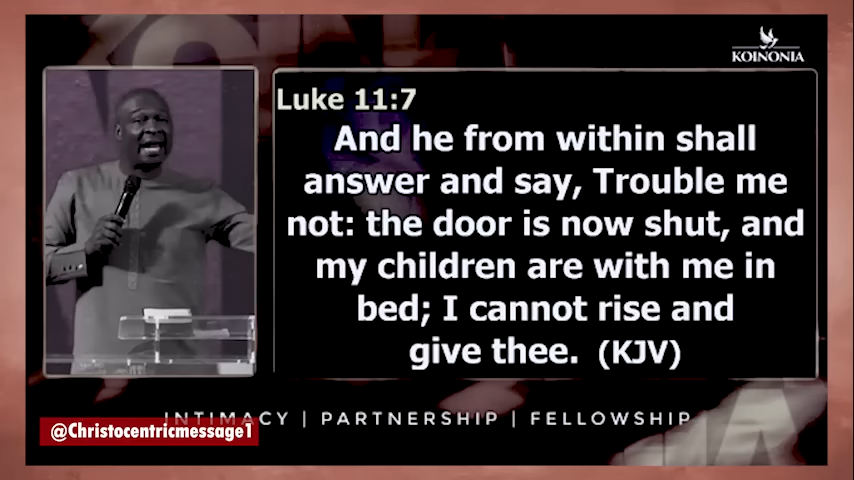 KOINONIA
Luke 11:7
And he from within shall
answer and say, Trouble me
not: the door is now shut, and
my children are with me in
bed; I cannot rise and
give thee. (KJV)
INTIMACY | PARTNERSHIP | FELLOWSHIP
@Christocentricmessage1